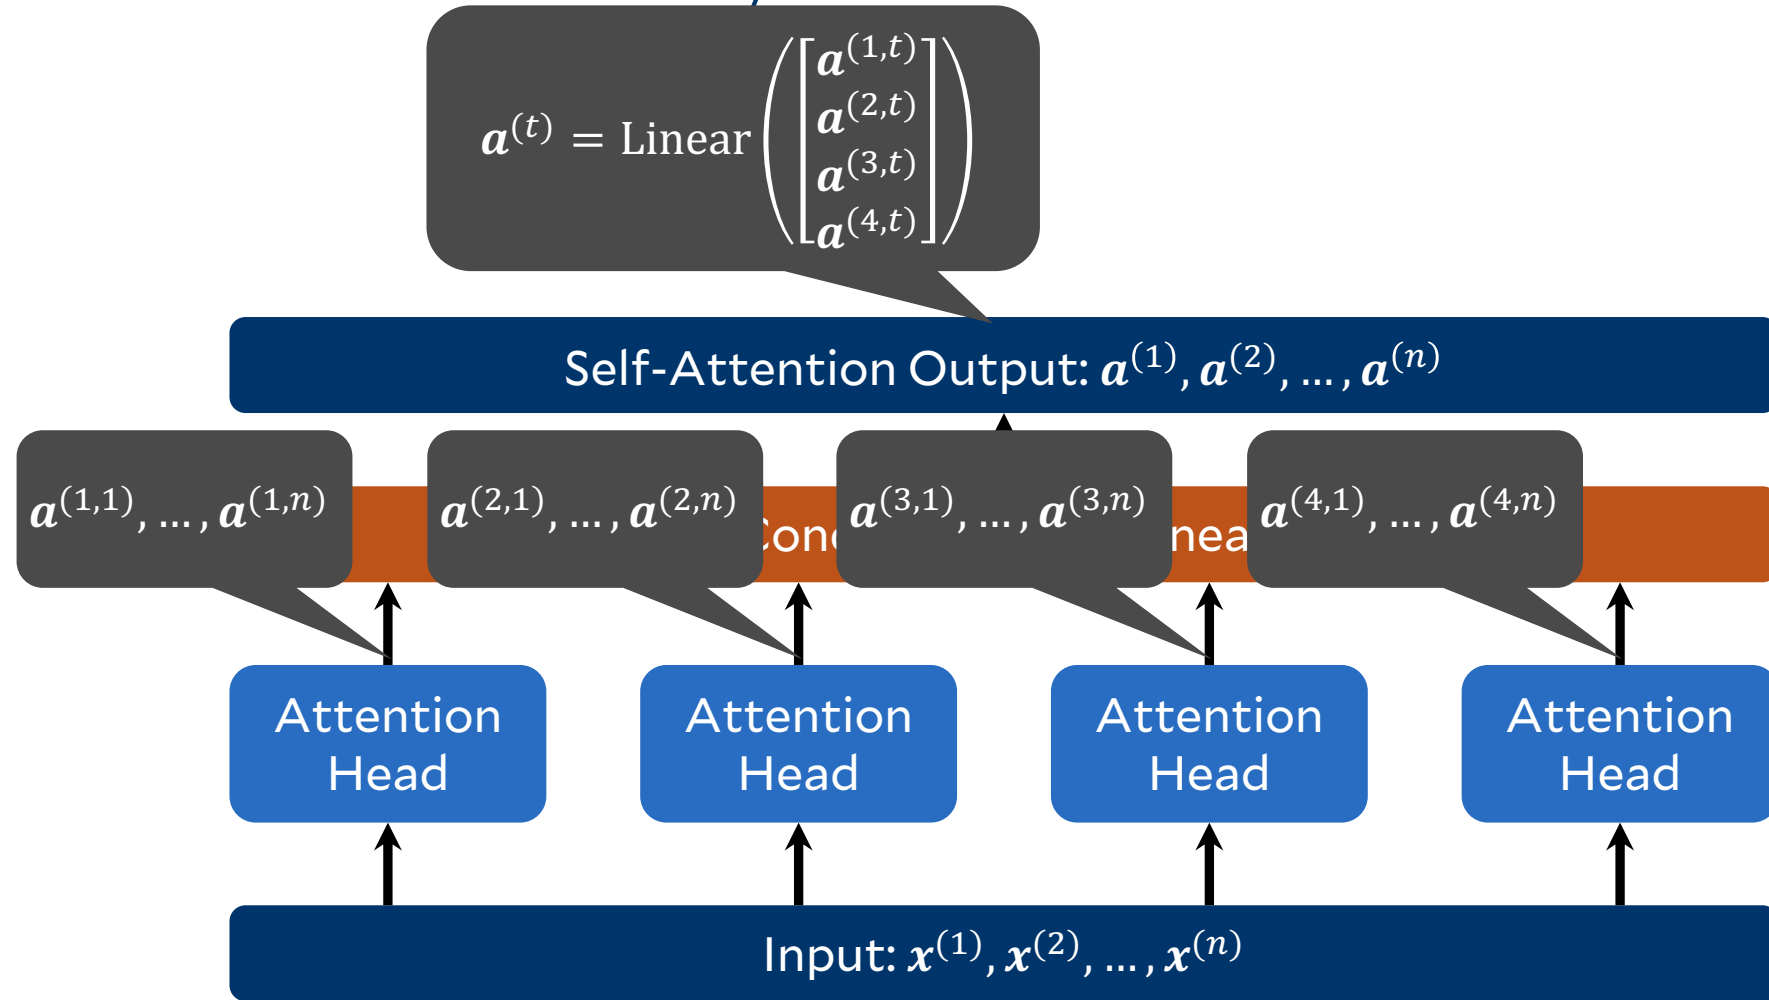 𝒂^(𝑡) = Linear([𝒂^(1,𝑡)
𝒂^(2,𝑡)
𝒂^(3,𝑡)
𝒂^(4,𝑡)])
Self-Attention Output: 𝒂^(1), 𝒂^(2), … , 𝒂^(𝑛)
𝒂^(1,1), … , 𝒂^(1,𝑛)
𝒂^(2,1), … , 𝒂^(2,𝑛)
𝒂^(3,1), … , 𝒂^(3,𝑛)
𝒂^(4,1), … , 𝒂^(4,𝑛)
Attention
Head
Attention
Head
Attention
Head
Attention
Head
Input: 𝒙^(1), 𝒙^(2), … , 𝒙^(𝑛)